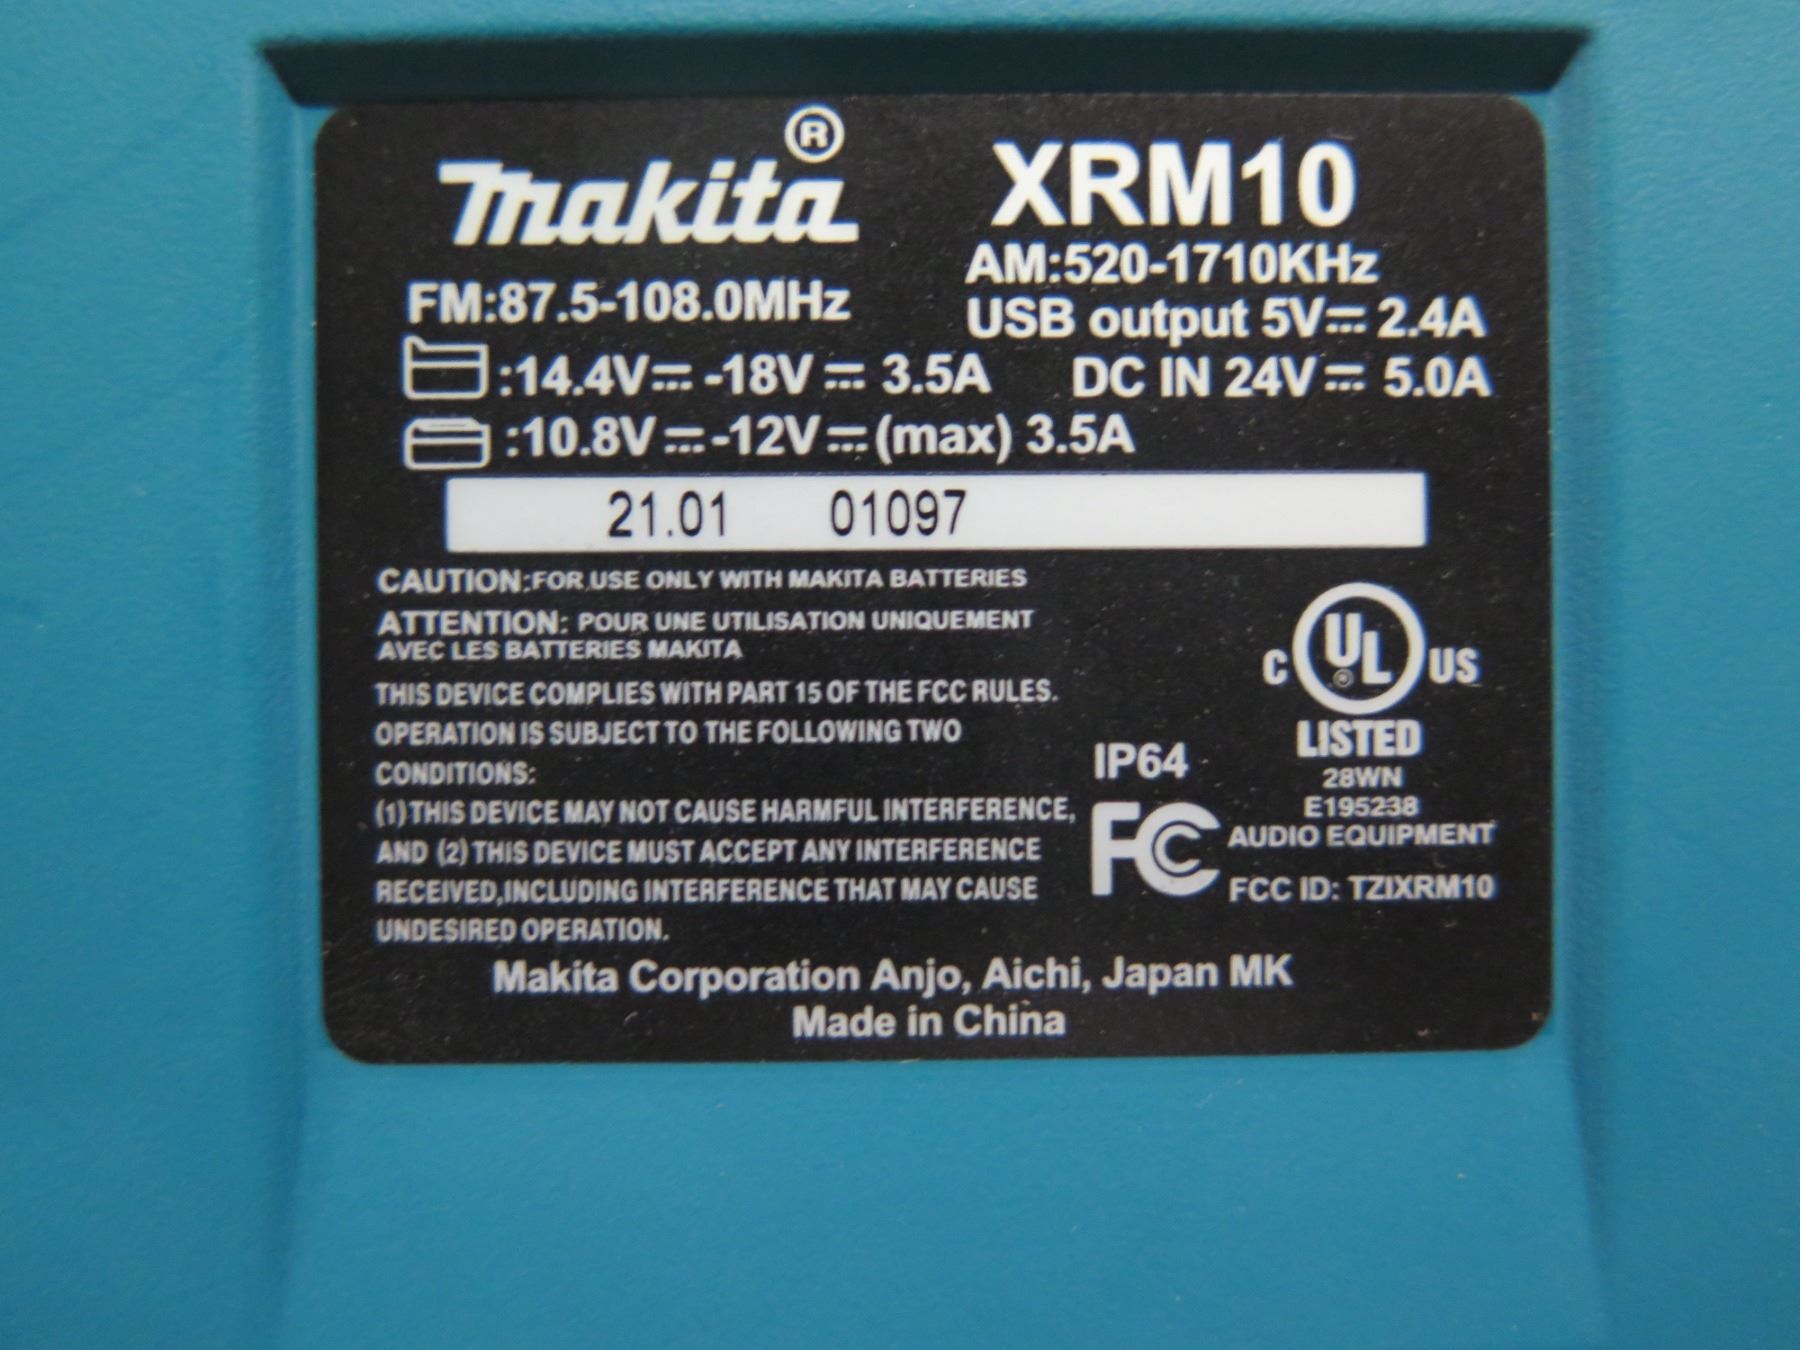 makita®
XRM10
FM:87.5-108.0MHz
AM:520-1710KHz
USB output 5V⎓ 2.4A
:14.4V⎓ -18V⎓ 3.5A
DC IN 24V⎓ 5.0A
:10.8V⎓-12V⎓(max) 3.5A
21.01 01097
CAUTION:FOR USE ONLY WITH MAKITA BATTERIES
ATTENTION: POUR UNE UTILISATION UNIQUEMENT
AVEC LES BATTERIES MAKITA
THIS DEVICE COMPLIES WITH PART 15 OF THE FCC RULES.
OPERATION IS SUBJECT TO THE FOLLOWING TWO
CONDITIONS:
(1)THIS DEVICE MAY NOT CAUSE HARMFUL INTERFERENCE,
AND (2) THIS DEVICE MUST ACCEPT ANY INTERFERENCE
RECEIVED,INCLUDING INTERFERENCE THAT MAY CAUSE
UNDESIRED OPERATION.
C UL® US
LISTED
28WN
E195238
AUDIO EQUIPMENT
IP64
FC
FCC ID: TZIXRM10
Makita Corporation Anjo, Aichi, Japan MK
Made in China